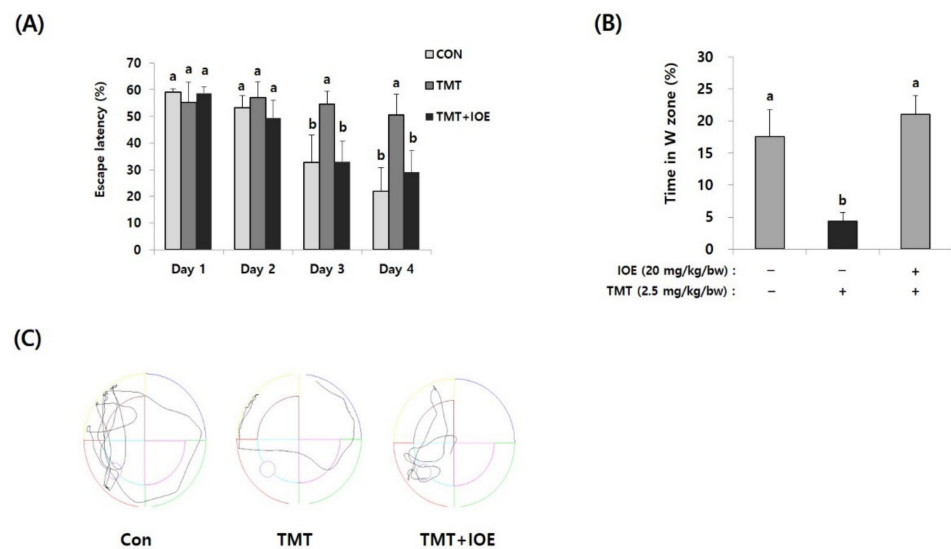 (A)
Escape latency (%)
70
60
50
40
30
20
10
0
a a a
a a a
b a b
b a b
CON
TMT
TMT+IOE
Day 1 Day 2 Day 3 Day 4
(B)
Time in W zone (%)
30
25
20
15
10
5
0
a
b
a
IOE (20 mg/kg/bw) : – – +
TMT (2.5 mg/kg/bw) : – + +
(C)
Con TMT TMT+IOE